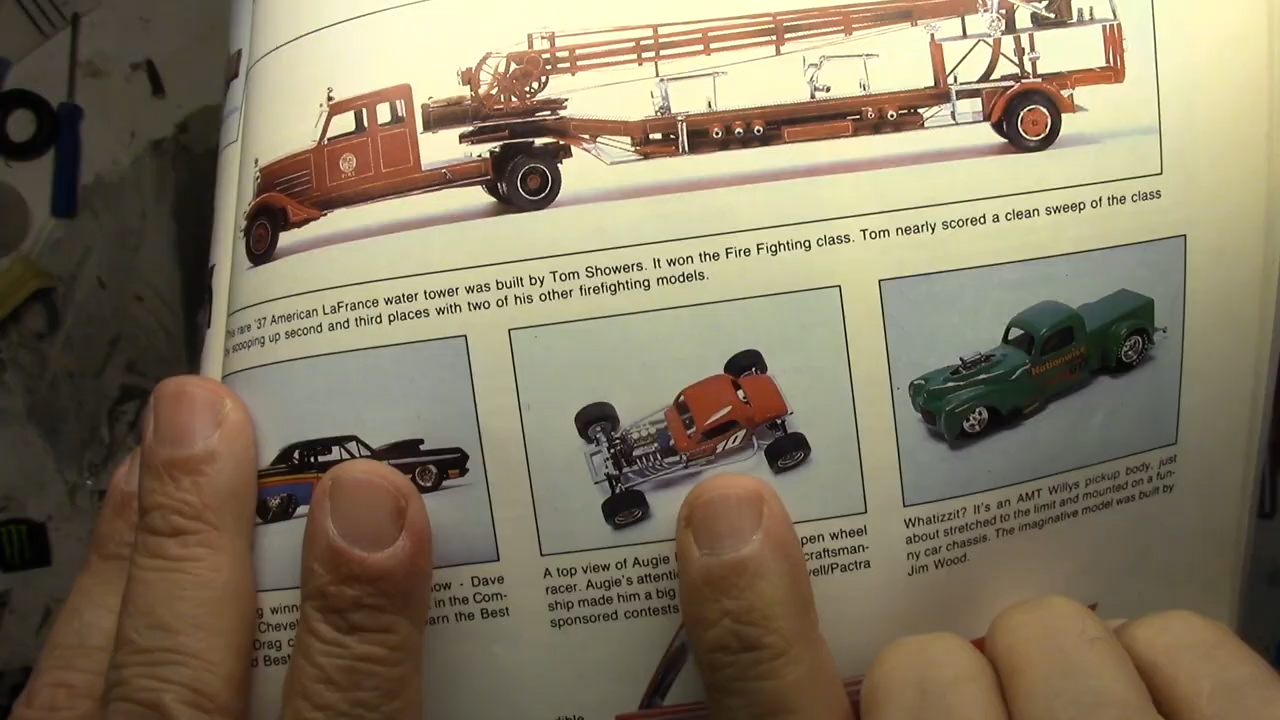 FIRE
This rare '37 American LaFrance water tower was built by Tom Showers. It won the Fire Fighting class. Tom nearly scored a clean sweep of the class
by scooping up second and third places with two of his other firefighting models.
10
Nationwise
ow - Dave
g winn
in the Com-
Chevel
arn the Best
Drag c
d Best
A top view of Augie
pen wheel
racer. Augie's attenti
craftsman-
ship made him a big
vell/Pactra
sponsored contests
Whatizzit? It's an AMT Willys pickup body, just
about stretched to the limit and mounted on a fun-
ny car chassis. The imaginative model was built by
Jim Wood.
dible